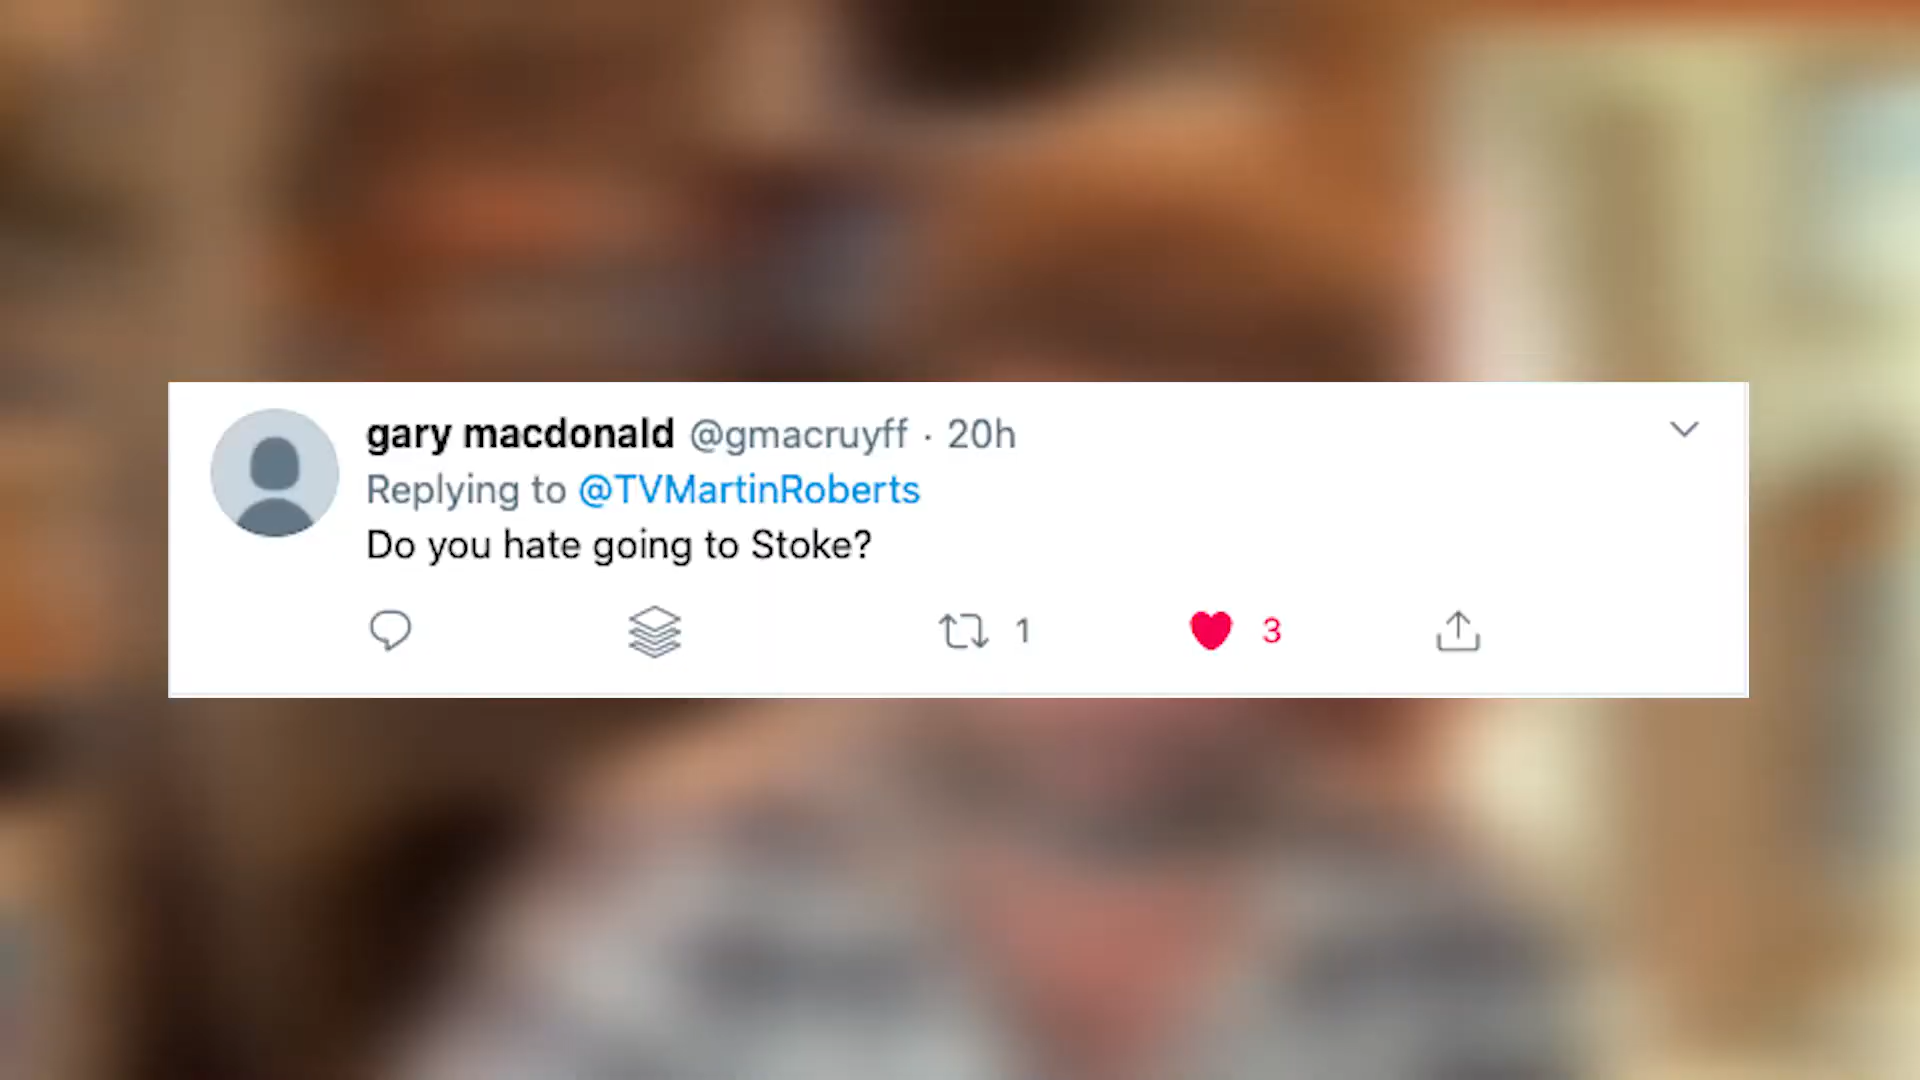 gary macdonald @gmacruyff · 20h
Replying to @TVMartinRoberts
Do you hate going to Stoke?
1 3